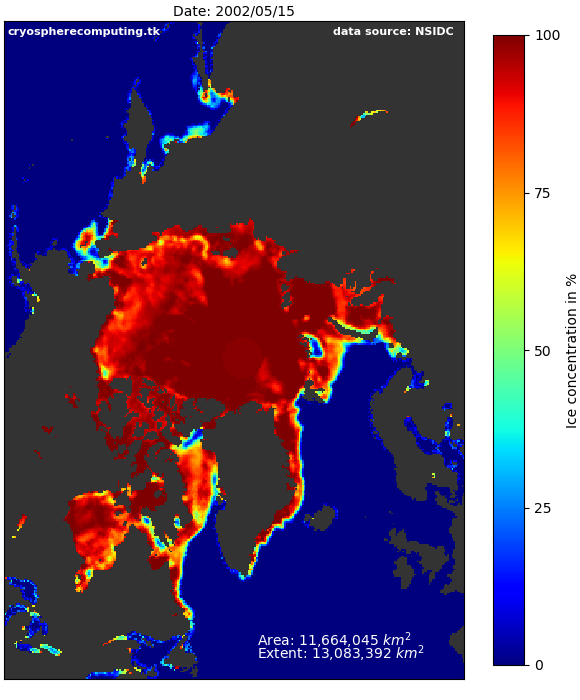 Date: 2002/05/15
cryospherecomputing.tk
data source: NSIDC
100
75
50
25
0
Ice concentration in %
Area: 11,664,045 km²
Extent: 13,083,392 km²